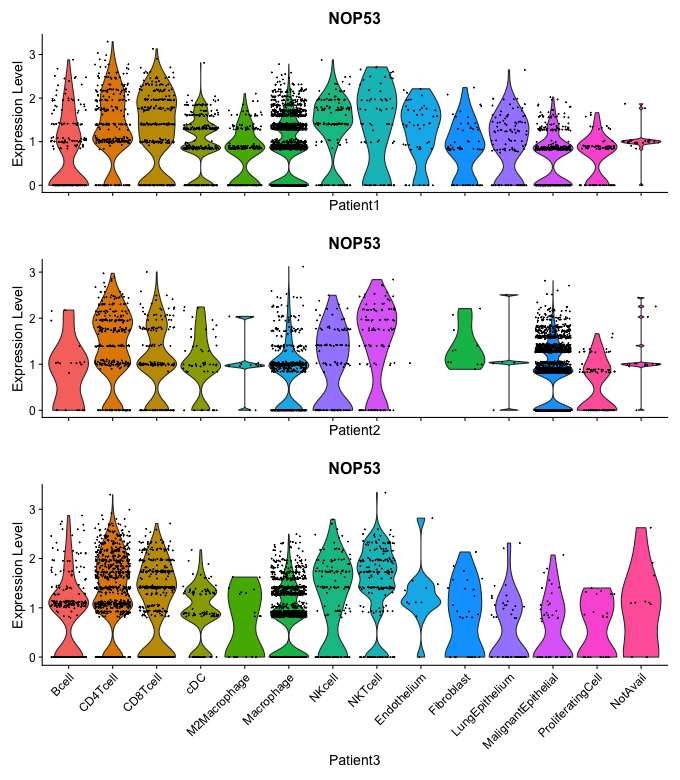 NOP53
Expression Level
3
2
1
0
Patient1
NOP53
Expression Level
3
2
1
0
Patient2
NOP53
Expression Level
3
2
1
0
Bcell
CD4Tcell
CD8Tcell
cDC
M2Macrophage
Macrophage
NKcell
NKTcell
Endothelium
Fibroblast
LungEpithelium
MalignantEpithelial
ProliferatingCell
NotAvail
Patient3